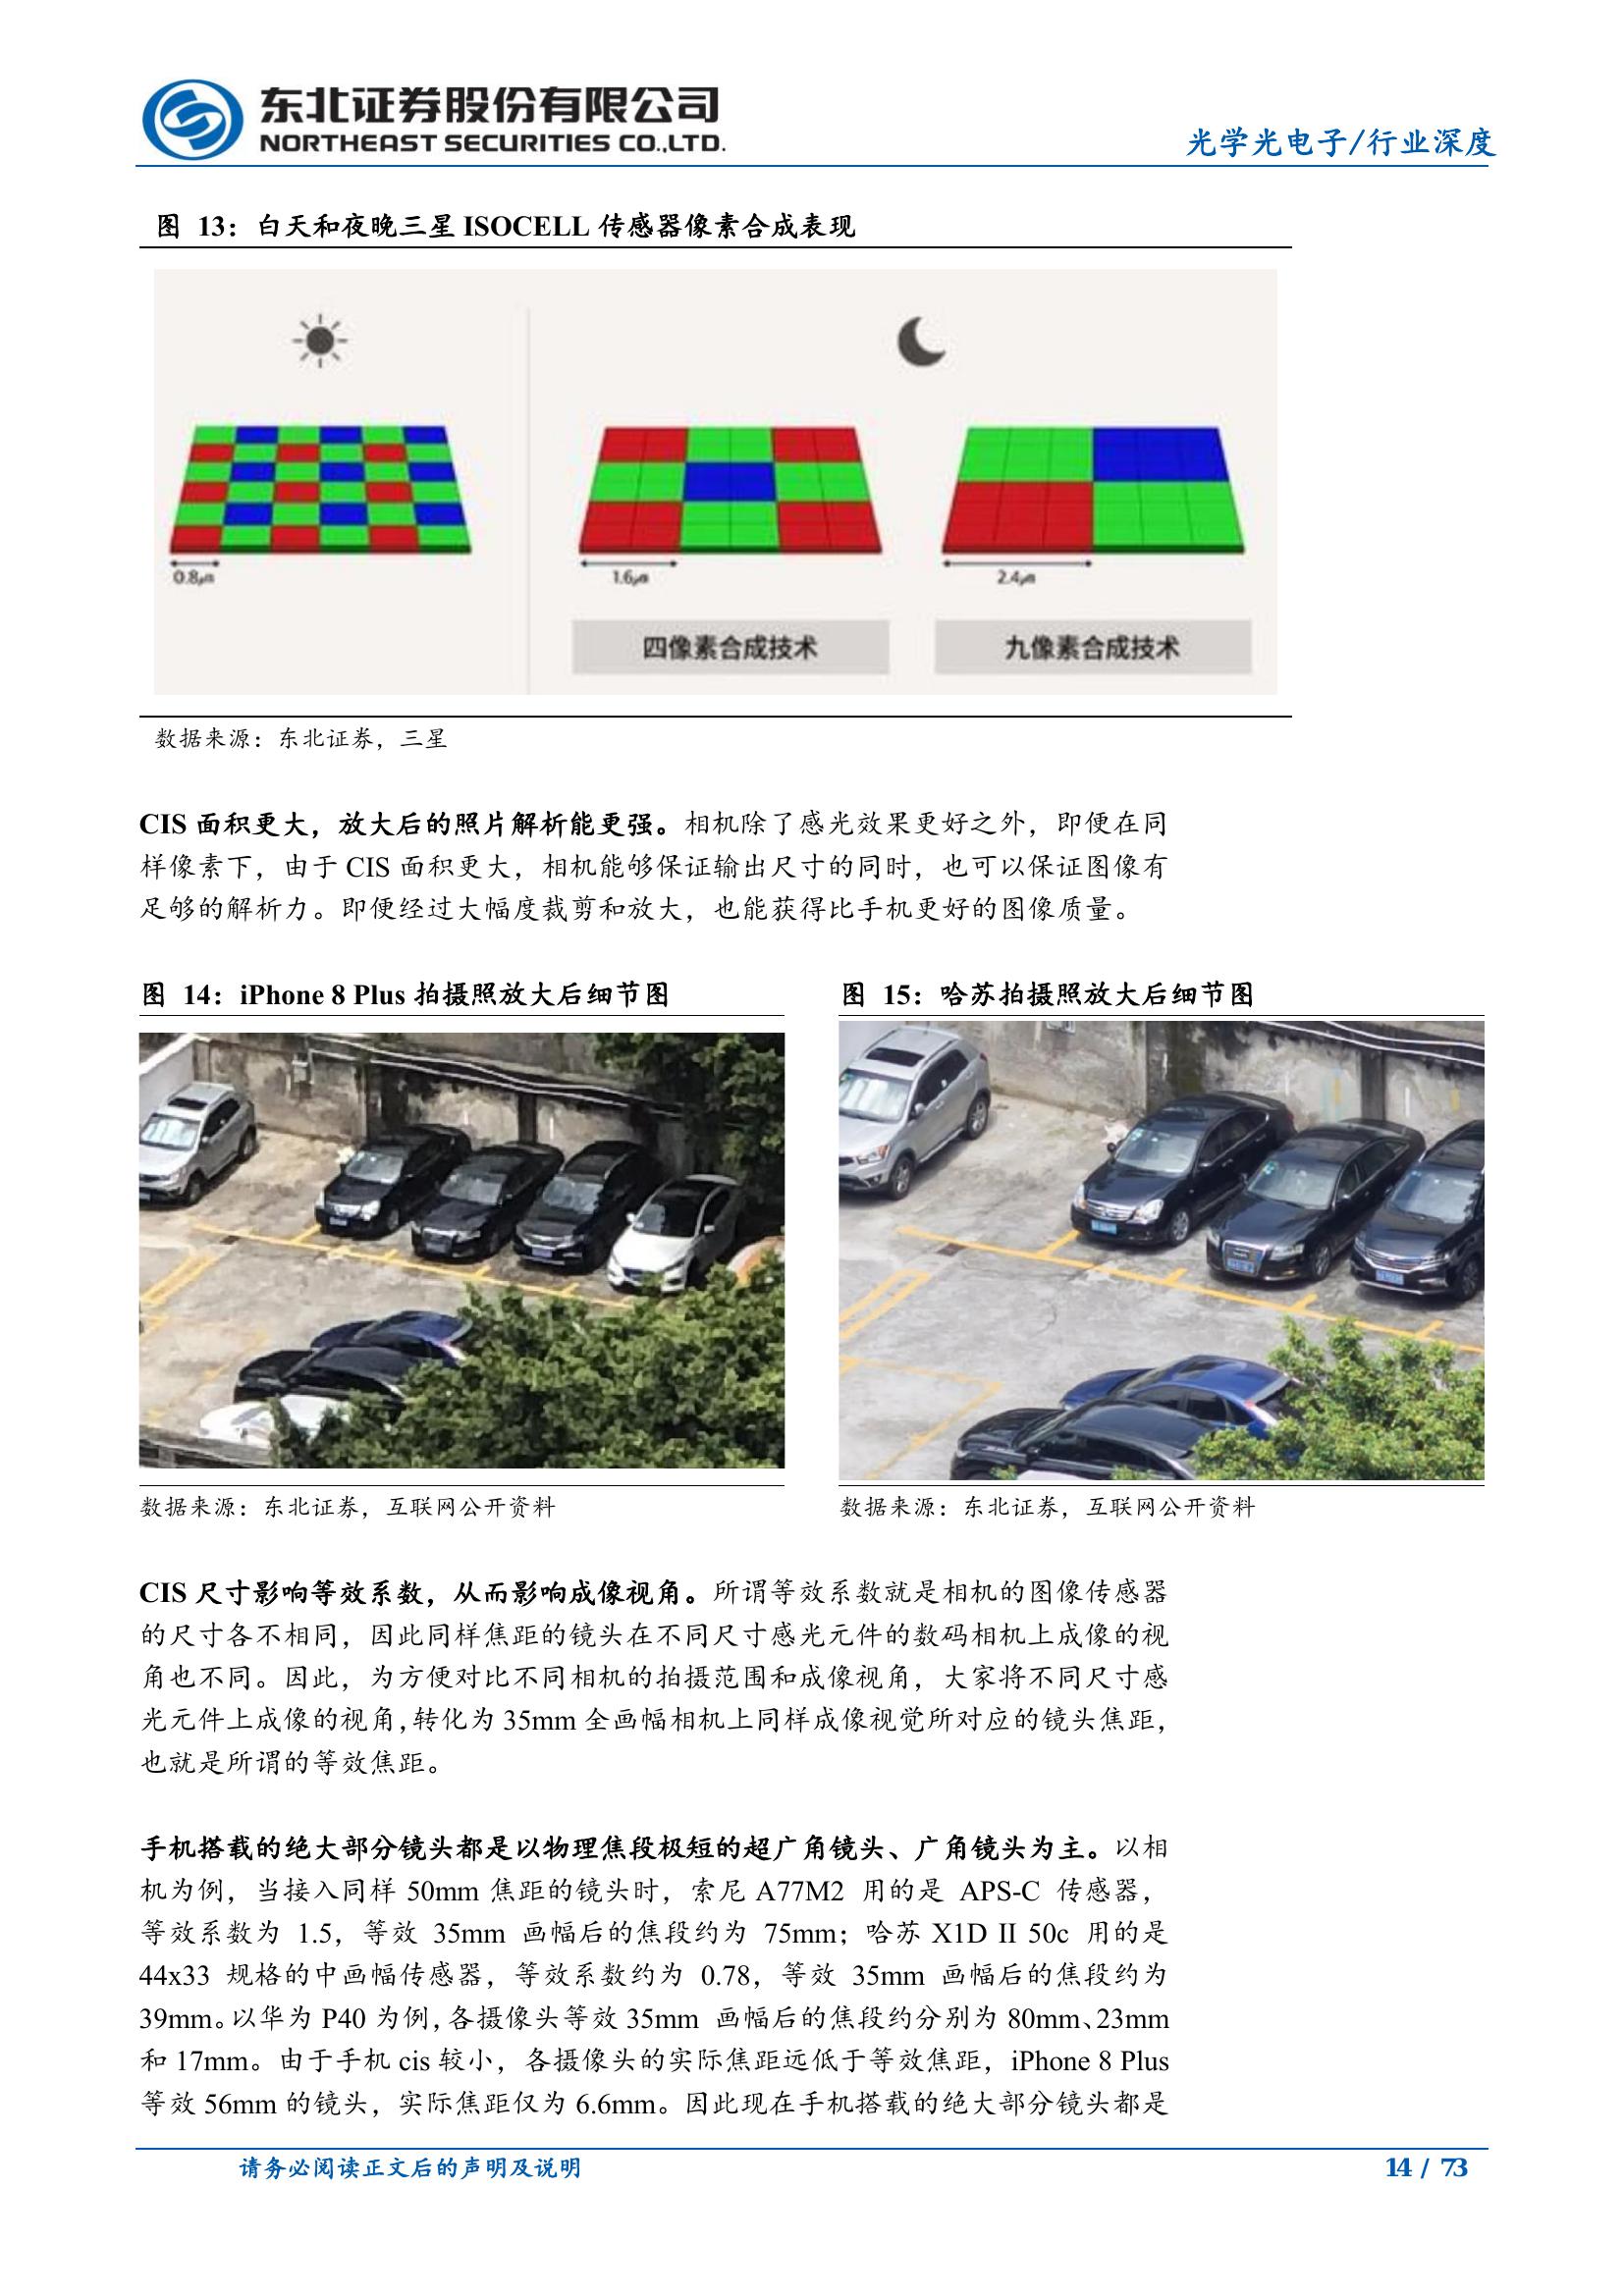 东北证券股份有限公司
NORTHEAST SECURITIES CO.,LTD.
光学光电子/行业深度
图 13：白天和夜晚三星 ISOCELL 传感器像素合成表现
0.8μm
1.6μm
2.4μm
四像素合成技术
九像素合成技术
数据来源：东北证券，三星
CIS 面积更大，放大后的照片解析能更强。相机除了感光效果更好之外，即便在同
样像素下，由于 CIS 面积更大，相机能够保证输出尺寸的同时，也可以保证图像有
足够的解析力。即便经过大幅度裁剪和放大，也能获得比手机更好的图像质量。
图 14：iPhone 8 Plus 拍摄照放大后细节图
图 15：哈苏拍摄照放大后细节图
数据来源：东北证券，互联网公开资料
数据来源：东北证券，互联网公开资料
CIS 尺寸影响等效系数，从而影响成像视角。所谓等效系数就是相机的图像传感器
的尺寸各不相同，因此同样焦距的镜头在不同尺寸感光元件的数码相机上成像的视
角也不同。因此，为方便对比不同相机的拍摄范围和成像视角，大家将不同尺寸感
光元件上成像的视角，转化为 35mm 全画幅相机上同样成像视觉所对应的镜头焦距，
也就是所谓的等效焦距。
手机搭载的绝大部分镜头都是以物理焦段极短的超广角镜头、广角镜头为主。以相
机为例，当接入同样 50mm 焦距的镜头时，索尼 A77M2 用的是 APS-C 传感器，
等效系数为 1.5，等效 35mm 画幅后的焦段约为 75mm；哈苏 X1D II 50c 用的是
44x33 规格的中画幅传感器，等效系数约为 0.78，等效 35mm 画幅后的焦段约为
39mm。以华为 P40 为例，各摄像头等效 35mm 画幅后的焦段约分别为 80mm、23mm
和 17mm。由于手机 cis 较小，各摄像头的实际焦距远低于等效焦距，iPhone 8 Plus
等效 56mm 的镜头，实际焦距仅为 6.6mm。因此现在手机搭载的绝大部分镜头都是
请务必阅读正文后的声明及说明
14 / 73